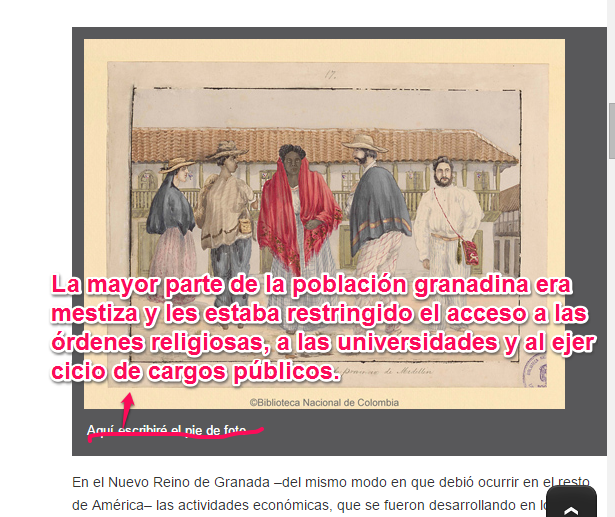 17.
La mayor parte de la población granadina era
mestiza y les estaba restringido el acceso a las
órdenes religiosas, a las universidades y al ejer
cicio de cargos públicos.
provincia de Medellin
©Biblioteca Nacional de Colombia
Aquí escribiré el pie de foto
En el Nuevo Reino de Granada –del mismo modo en que debió ocurrir en el resto
de América– las actividades económicas, que se fueron desarrollando en